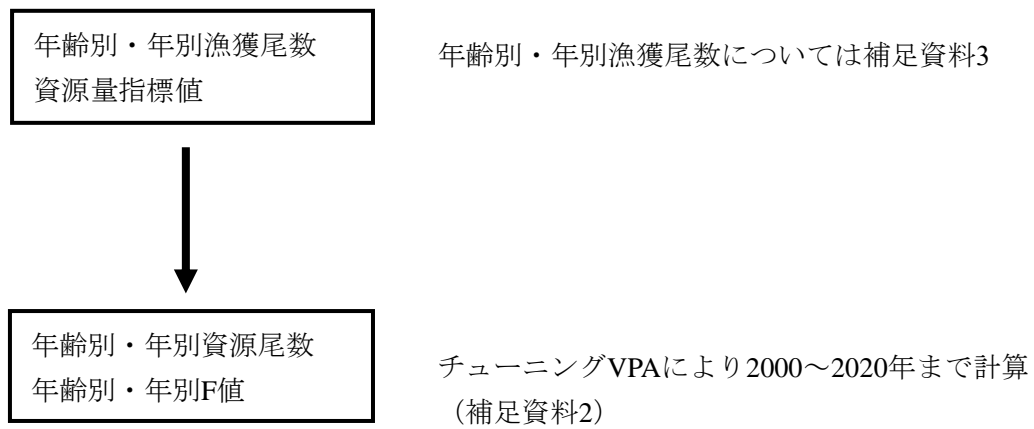 年齢別・年別漁獲尾数
資源量指標値
年齢別・年別漁獲尾数については補足資料3
年齢別・年別資源尾数
年齢別・年別F値
チューニングVPAにより2000～2020年まで計算
（補足資料2）